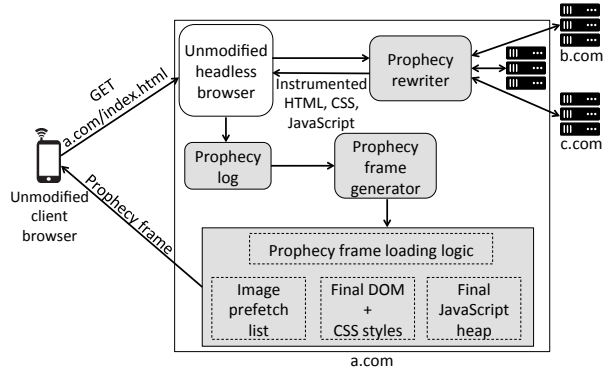 GET
a.com/index.html
Unmodified
client
browser
Prophecy frame
Unmodified
headless
browser
Instrumented
HTML, CSS,
JavaScript
Prophecy
rewriter
b.com
c.com
Prophecy
log
Prophecy
frame
generator
Prophecy frame loading logic
Image
prefetch
list
Final DOM
+
CSS styles
Final
JavaScript
heap
a.com